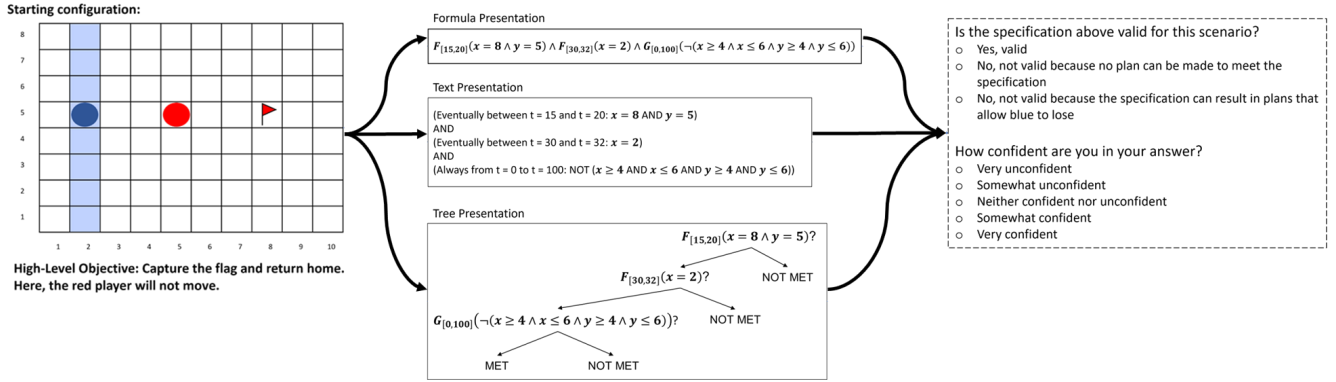 Starting configuration:
8
7
6
5
4
3
2
1
1 2 3 4 5 6 7 8 9 10
High-Level Objective: Capture the flag and return home.
Here, the red player will not move.
Formula Presentation
F[15,20](x = 8 ∧ y = 5) ∧ F[30,32](x = 2) ∧ G[0,100](¬(x ≥ 4 ∧ x ≤ 6 ∧ y ≥ 4 ∧ y ≤ 6))
Text Presentation
(Eventually between t = 15 and t = 20: x = 8 AND y = 5)
AND
(Eventually between t = 30 and t = 32: x = 2)
AND
(Always from t = 0 to t = 100: NOT (x ≥ 4 AND x ≤ 6 AND y ≥ 4 AND y ≤ 6))
Tree Presentation
F[15,20](x = 8 ∧ y = 5)?
F[30,32](x = 2)?
NOT MET
G[0,100](¬(x ≥ 4 ∧ x ≤ 6 ∧ y ≥ 4 ∧ y ≤ 6))?
NOT MET
MET
NOT MET
Is the specification above valid for this scenario?
o Yes, valid
o No, not valid because no plan can be made to meet the
specification
o No, not valid because the specification can result in plans that
allow blue to lose
How confident are you in your answer?
o Very unconfident
o Somewhat unconfident
o Neither confident nor unconfident
o Somewhat confident
o Very confident